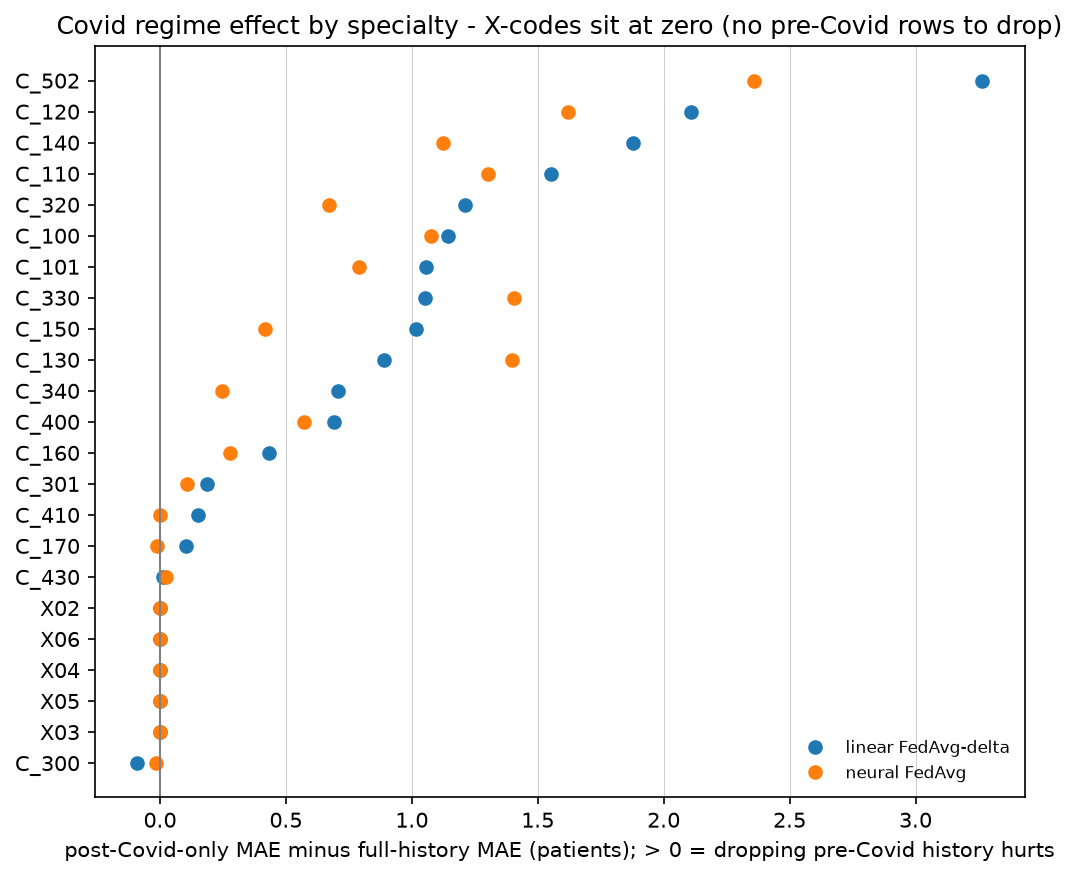 Covid regime effect by specialty - X-codes sit at zero (no pre-Covid rows to drop)
C_502
C_120
C_140
C_110
C_320
C_100
C_101
C_330
C_150
C_130
C_340
C_400
C_160
C_301
C_410
C_170
C_430
X02
X06
X04
X05
X03
C_300
linear FedAvg-delta
neural FedAvg
0.0 0.5 1.0 1.5 2.0 2.5 3.0
post-Covid-only MAE minus full-history MAE (patients); > 0 = dropping pre-Covid history hurts